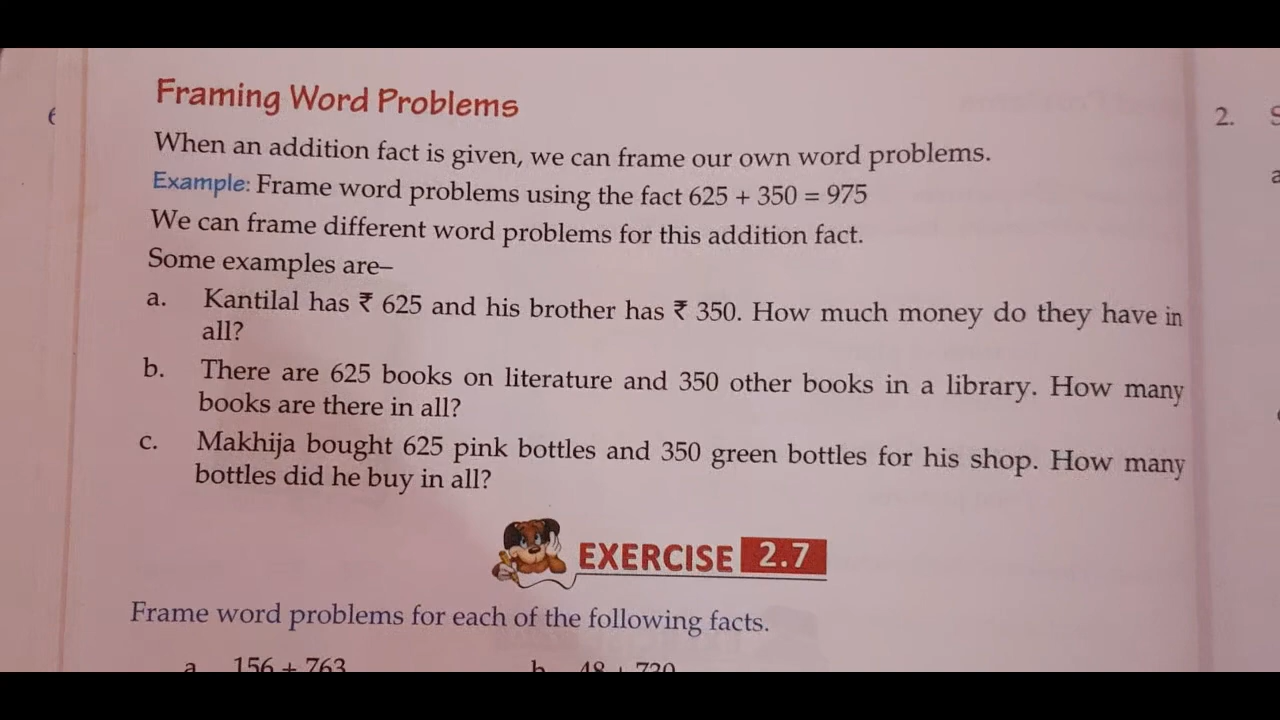 Framing Word Problems
When an addition fact is given, we can frame our own word problems.
Example: Frame word problems using the fact 625 + 350 = 975
We can frame different word problems for this addition fact.
Some examples are–
a. Kantilal has ₹ 625 and his brother has ₹ 350. How much money do they have in
all?
b. There are 625 books on literature and 350 other books in a library. How many
books are there in all?
c. Makhija bought 625 pink bottles and 350 green bottles for his shop. How many
bottles did he buy in all?
EXERCISE 2.7
Frame word problems for each of the following facts.
a 156 + 763
2.